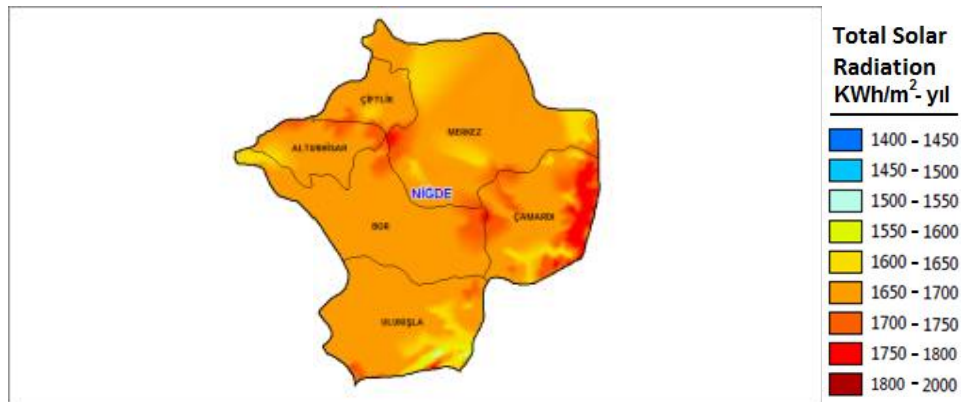 ÇİFTLİK
ALTUNHİSAR
MERKEZ
NİĞDE
BOR
ÇAMARDI
ULUKIŞLA
Total Solar
Radiation
KWh/m²- yıl
1400 - 1450
1450 - 1500
1500 - 1550
1550 - 1600
1600 - 1650
1650 - 1700
1700 - 1750
1750 - 1800
1800 - 2000